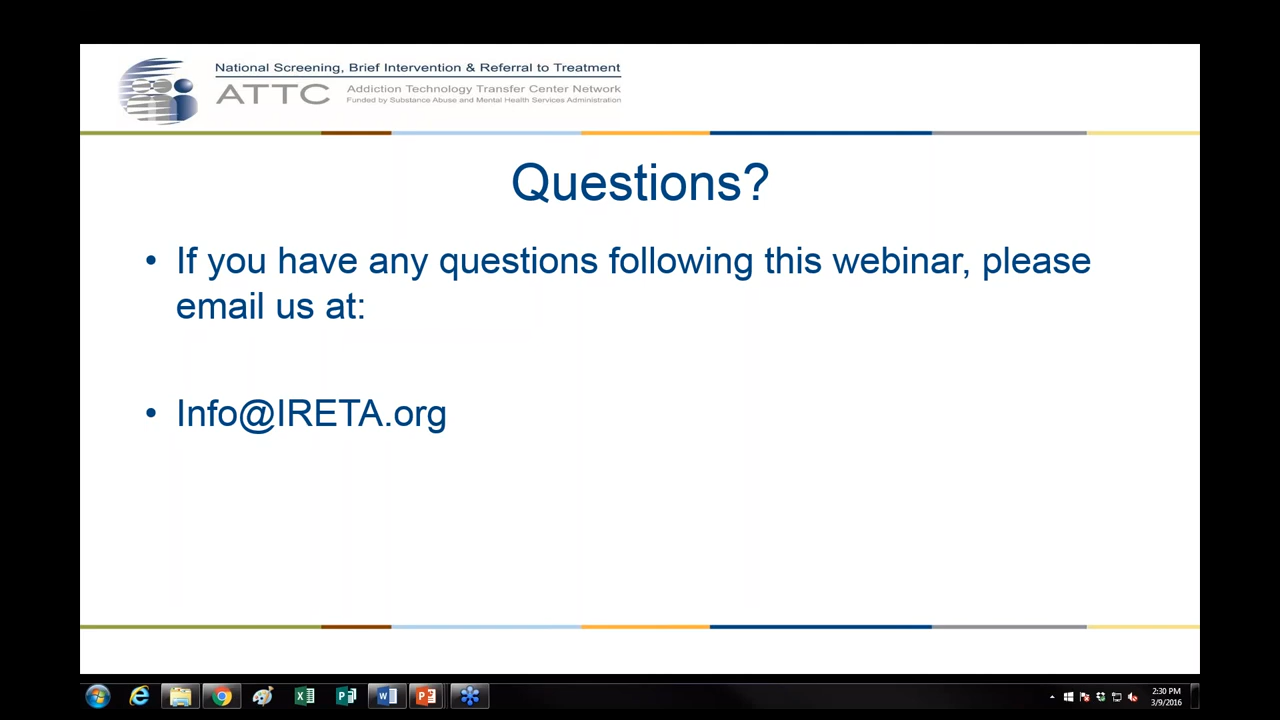 National Screening, Brief Intervention & Referral to Treatment
ATTC
Addiction Technology Transfer Center Network
Funded by Substance Abuse and Mental Health Services Administration
Questions?
• If you have any questions following this webinar, please
email us at:
• Info@IRETA.org
2:30 PM
3/9/2016